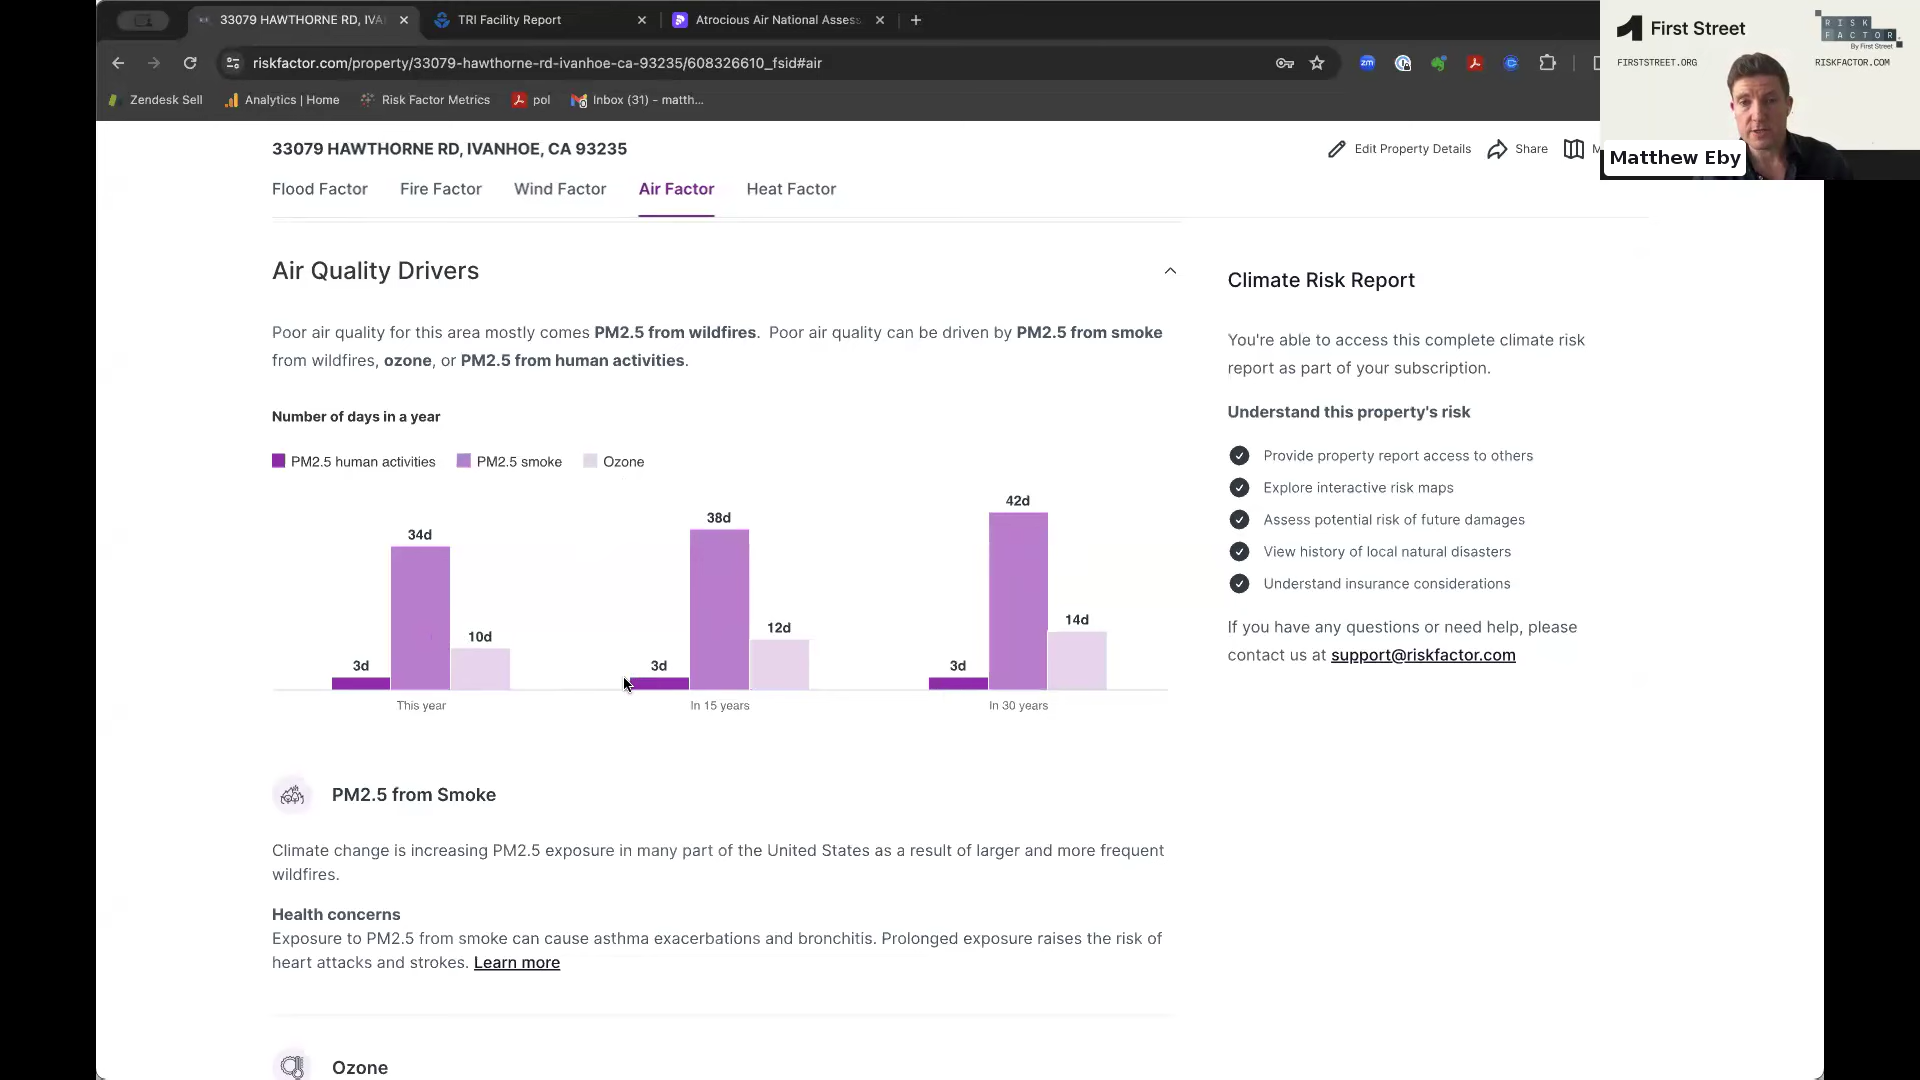 33079 HAWTHORNE RD, IVA
TRI Facility Report
Atrocious Air National Assess
riskfactor.com/property/33079-hawthorne-rd-ivanhoe-ca-93235/608326610_fsid#air
Zendesk Sell
Analytics | Home
Risk Factor Metrics
pol
Inbox (31) - matth...
First Street
FIRSTSTREET.ORG
RISK
FACTOR
By First Street
RISKFACTOR.COM
Matthew Eby
33079 HAWTHORNE RD, IVANHOE, CA 93235
Edit Property Details
Share
M
Flood Factor
Fire Factor
Wind Factor
Air Factor
Heat Factor
Air Quality Drivers
Poor air quality for this area mostly comes PM2.5 from wildfires. Poor air quality can be driven by PM2.5 from smoke
from wildfires, ozone, or PM2.5 from human activities.
Number of days in a year
PM2.5 human activities
PM2.5 smoke
Ozone
3d
34d
10d
3d
38d
12d
3d
42d
14d
This year
In 15 years
In 30 years
PM2.5 from Smoke
Climate change is increasing PM2.5 exposure in many part of the United States as a result of larger and more frequent
wildfires.
Health concerns
Exposure to PM2.5 from smoke can cause asthma exacerbations and bronchitis. Prolonged exposure raises the risk of
heart attacks and strokes. Learn more
Ozone
Climate Risk Report
You're able to access this complete climate risk
report as part of your subscription.
Understand this property's risk
Provide property report access to others
Explore interactive risk maps
Assess potential risk of future damages
View history of local natural disasters
Understand insurance considerations
If you have any questions or need help, please
contact us at support@riskfactor.com